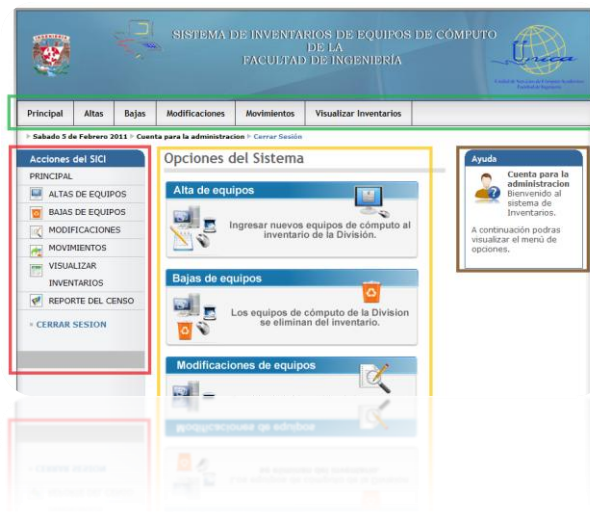 SISTEMA DE INVENTARIOS DE EQUIPOS DE CÓMPUTO
DE LA
FACULTAD DE INGENIERÍA
INGENIERIA
Única
Principal Altas Bajas Modificaciones Movimientos Visualizar Inventarios
Sabado 5 de Febrero 2011 Cuenta para la administracion Cerrar Sesión
Acciones del SICI
PRINCIPAL
ALTAS DE EQUIPOS
BAJAS DE EQUIPOS
MODIFICACIONES
MOVIMIENTOS
VISUALIZAR
INVENTARIOS
REPORTE DEL CENSO
CERRAR SESION
Opciones del Sistema
Alta de equipos
Ingresar nuevos equipos de cómputo al
inventario de la División.
Bajas de equipos
Los equipos de cómputo de la Division
se eliminan del inventario.
Modificaciones de equipos
Ayuda
Cuenta para la
administracion
Bienvenido al
sistema de
Inventarios.
A continuación podras
visualizar el menú de
opciones.